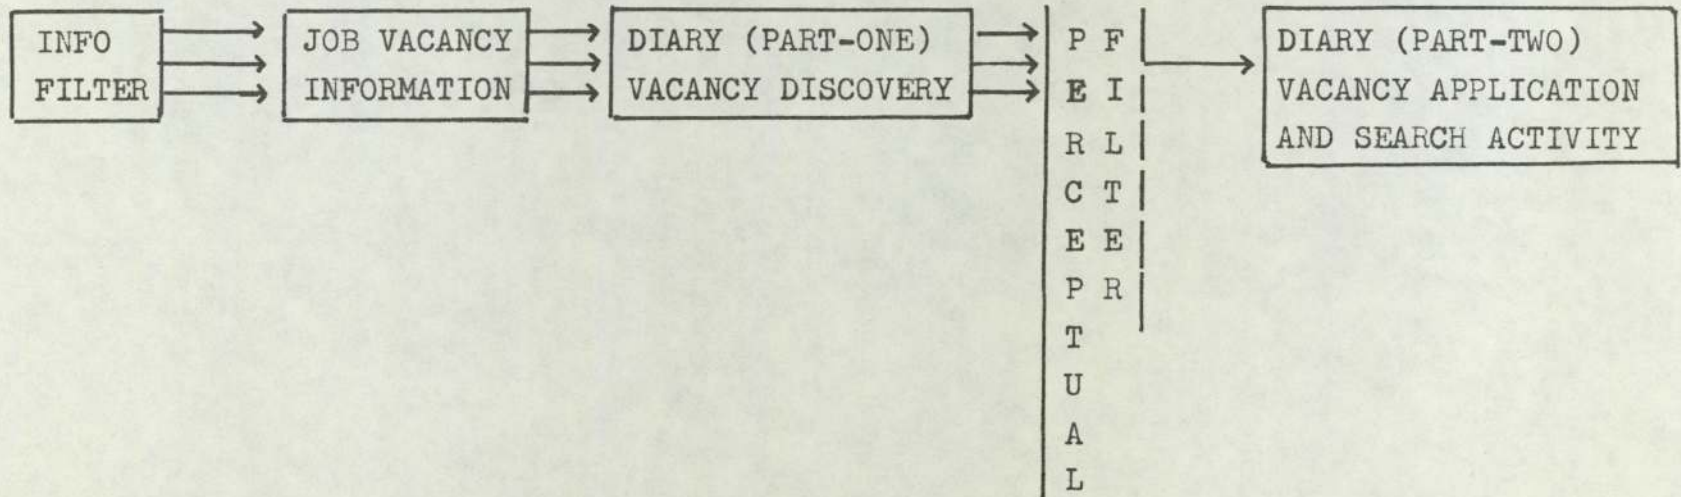 INFO
FILTER
JOB VACANCY
INFORMATION
DIARY (PART-ONE)
VACANCY DISCOVERY
PERCEPTUAL
FILTER
DIARY (PART-TWO)
VACANCY APPLICATION
AND SEARCH ACTIVITY